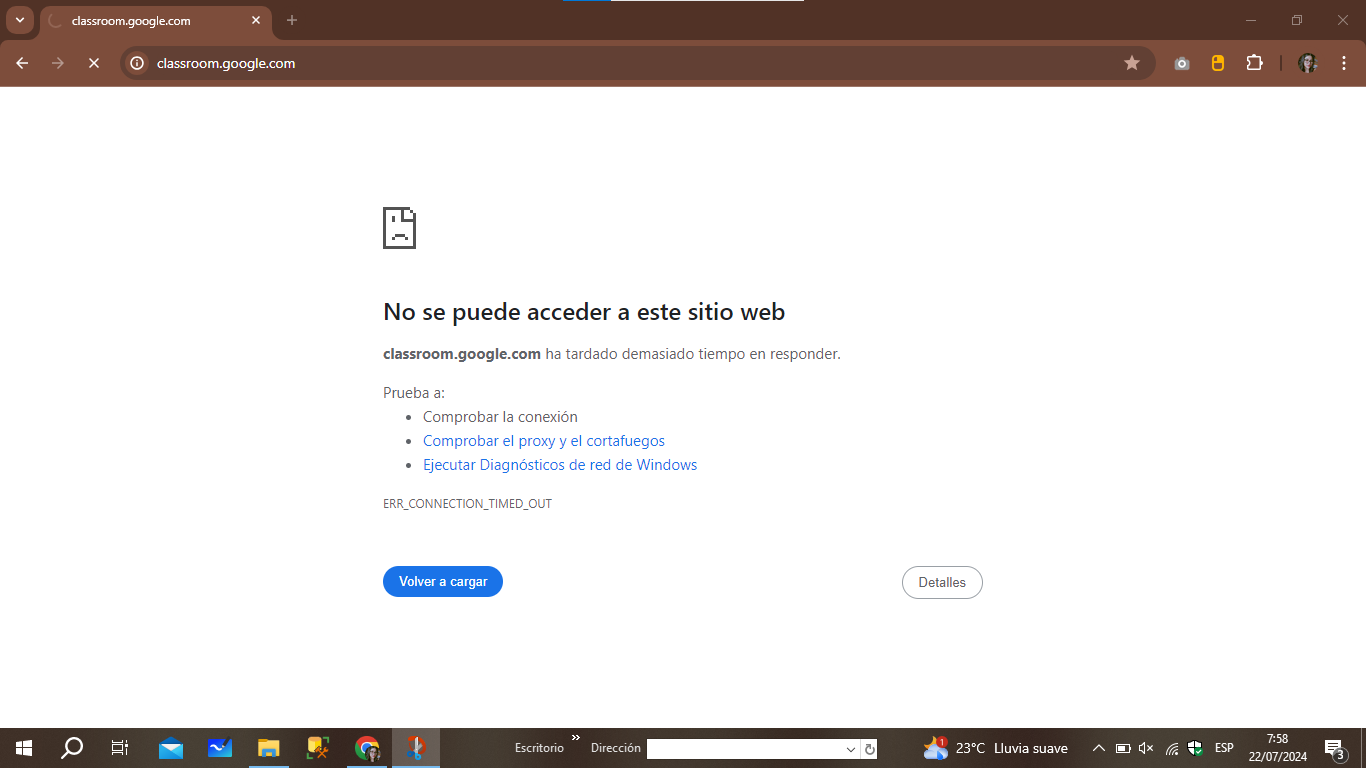 classroom.google.com
classroom.google.com
No se puede acceder a este sitio web
classroom.google.com ha tardado demasiado tiempo en responder.
Prueba a:
Comprobar la conexión
Comprobar el proxy y el cortafuegos
Ejecutar Diagnósticos de red de Windows
ERR_CONNECTION_TIMED_OUT
Volver a cargar
Detalles
Escritorio » Dirección 1 23°C Lluvia suave ESP 7:58
22/07/2024 3